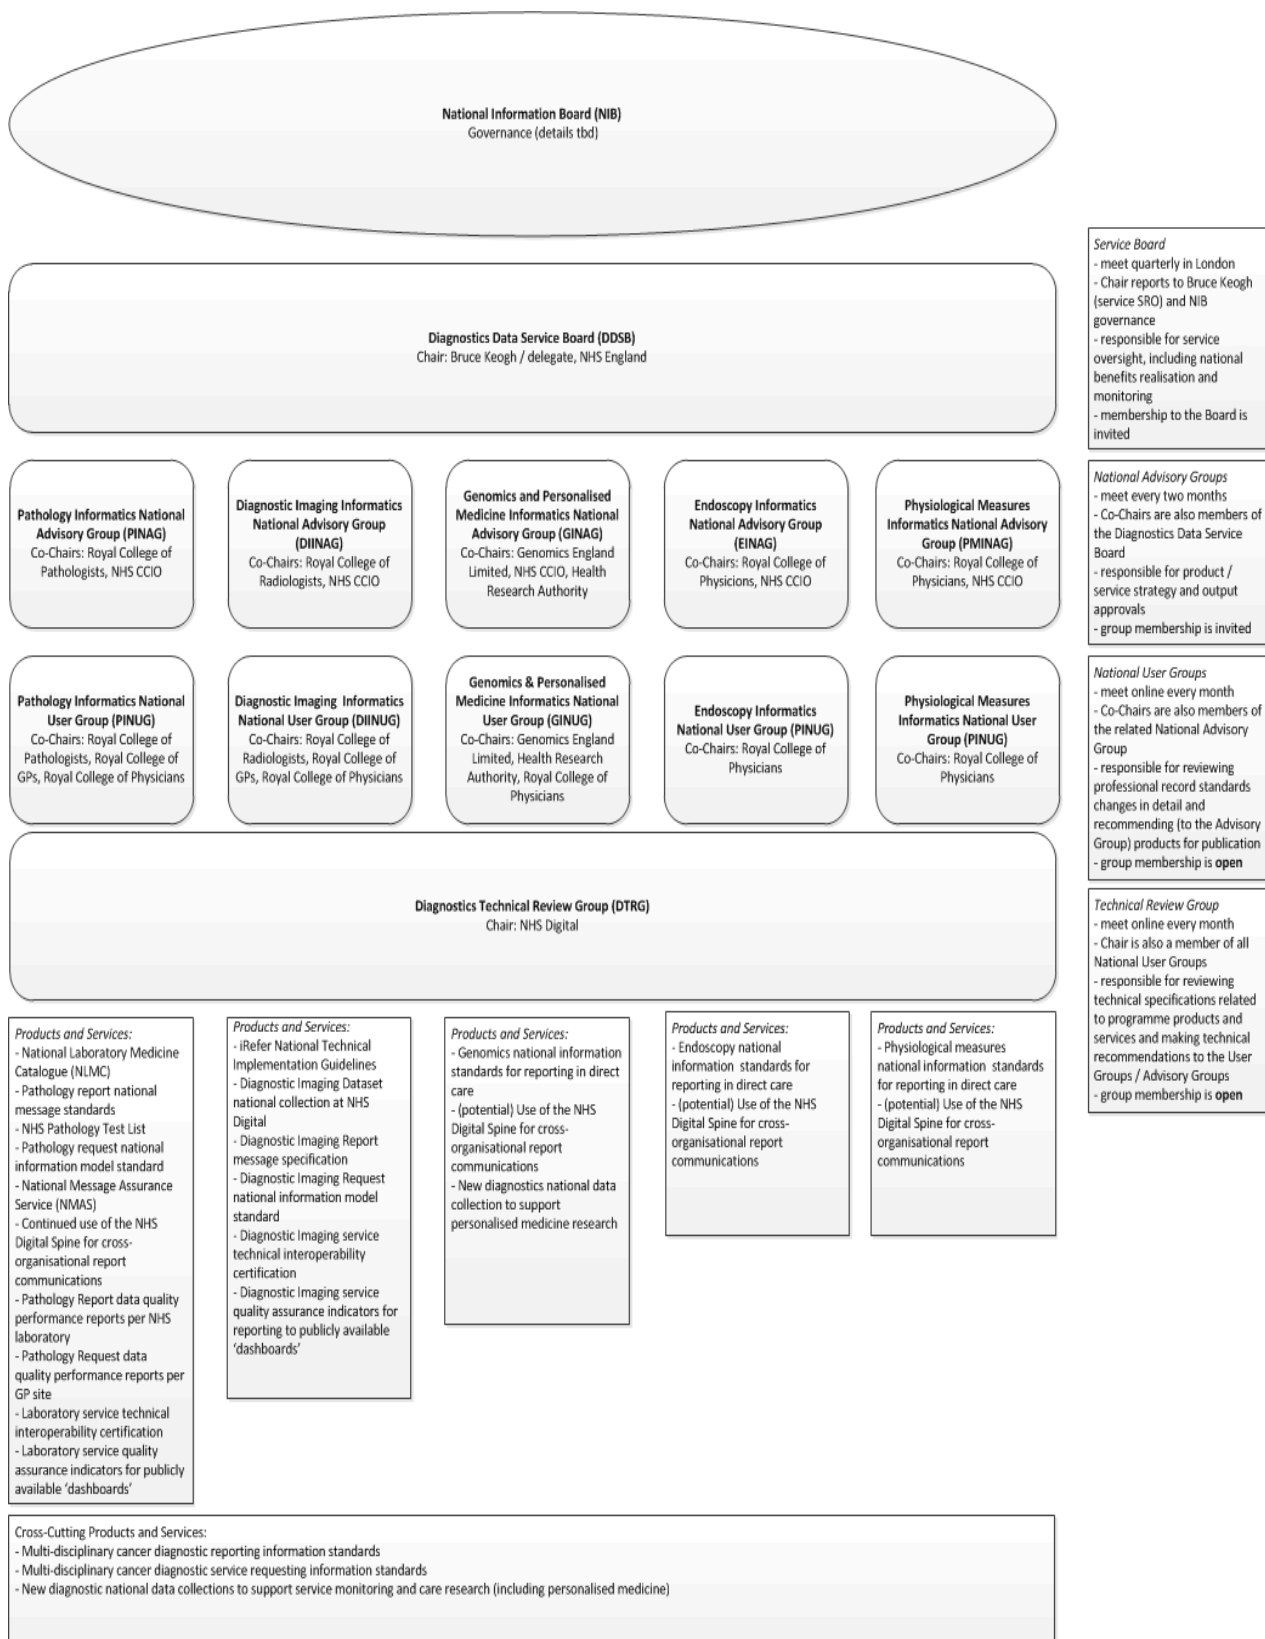 National Information Board (NIB)
Governance (details tbd)
Diagnostics Data Service Board (DDSB)
Chair: Bruce Keogh / delegate, NHS England
Service Board
- meet quarterly in London
- Chair reports to Bruce Keogh
(service SRO) and NIB
governance
- responsible for service
oversight, including national
benefits realisation and
monitoring
- membership to the Board is
invited
Pathology Informatics National
Advisory Group (PINAG)
Co-Chairs: Royal College of
Pathologists, NHS CCIO
Diagnostic Imaging Informatics
National Advisory Group
(DIINAG)
Co-Chairs: Royal College of
Radiologists, NHS CCIO
Genomics and Personalised
Medicine Informatics National
Advisory Group (GINAG)
Co-Chairs: Genomics England
Limited, NHS CCIO, Health
Research Authority
Endoscopy Informatics
National Advisory Group
(EINAG)
Co-Chairs: Royal College of
Physicions, NHS CCIO
Physiological Measures
Informatics National Advisory
Group (PMINAG)
Co-Chairs: Royal College of
Physicians, NHS CCIO
National Advisory Groups
- meet every two months
- Co-Chairs are also members of
the Diagnostics Data Service
Board
- responsible for product /
service strategy and output
approvals
- group membership is invited
Pathology Informatics National
User Group (PINUG)
Co-Chairs: Royal College of
Pathologists, Royal College of
GPs, Royal College of Physicians
Diagnostic Imaging  Informatics
National User Group (DIINUG)
Co-Chairs: Royal College of
Radiologists, Royal College of
GPs, Royal College of Physicians
Genomics & Personalised
Medicine Informatics National
User Group (GINUG)
Co-Chairs: Genomics England
Limited, Health Research
Authority, Royal College of
Physicians
Endoscopy Informatics
National User Group (PINUG)
Co-Chairs: Royal College of
Physicians
Physiological Measures
Informatics National User
Group (PINUG)
Co-Chairs: Royal College of
Physicians
National User Groups
- meet online every month
- Co-Chairs are also members of
the related National Advisory
Group
- responsible for reviewing
professional record standards
changes in detail and
recommending (to the Advisory
Group) products for publication
- group membership is open
Diagnostics Technical Review Group (DTRG)
Chair: NHS Digital
Technical Review Group
- meet online every month
- Chair is also a member of all
National User Groups
- responsible for reviewing
technical specifications related
to programme products and
services and making technical
recommendations to the User
Groups / Advisory Groups
- group membership is open
Products and Services:
- National Laboratory Medicine
Catalogue (NLMC)
- Pathology report national
message standards
- NHS Pathology Test List
- Pathology request national
information model standard
- National Message Assurance
Service (NMAS)
- Continued use of the NHS
Digital Spine for cross-
organisational report
communications
- Pathology Report data quality
performance reports per NHS
laboratory
- Pathology Request data
quality performance reports per
GP site
- Laboratory service technical
interoperability certification
- Laboratory service quality
assurance indicators for publicly
available ‘dashboards’
Products and Services:
- iRefer National Technical
Implementation Guidelines
- Diagnostic Imaging Dataset
national collection at NHS
Digital
- Diagnostic Imaging Report
message specification
- Diagnostic Imaging Request
national information model
standard
- Diagnostic Imaging service
technical interoperability
certification
- Diagnostic Imaging service
quality assurance indicators for
reporting to publicly available
‘dashboards’
Products and Services:
- Genomics national information
standards for reporting in direct
care
- (potential) Use of the NHS
Digital Spine for cross-
organisational report
communications
- New diagnostics national data
collection to support
personalised medicine research
Products and Services:
- Endoscopy national
information  standards for
reporting in direct care
- (potential) Use of the NHS
Digital Spine for cross-
organisational report
communications
Products and Services:
- Physiological measures
national information  standards
for reporting in direct care
- (potential) Use of the NHS
Digital Spine for cross-
organisational report
communications
Cross-Cutting Products and Services:
- Multi-disciplinary cancer diagnostic reporting information standards
- Multi-disciplinary cancer diagnostic service requesting information standards
- New diagnostic national data collections to support service monitoring and care research (including personalised medicine)